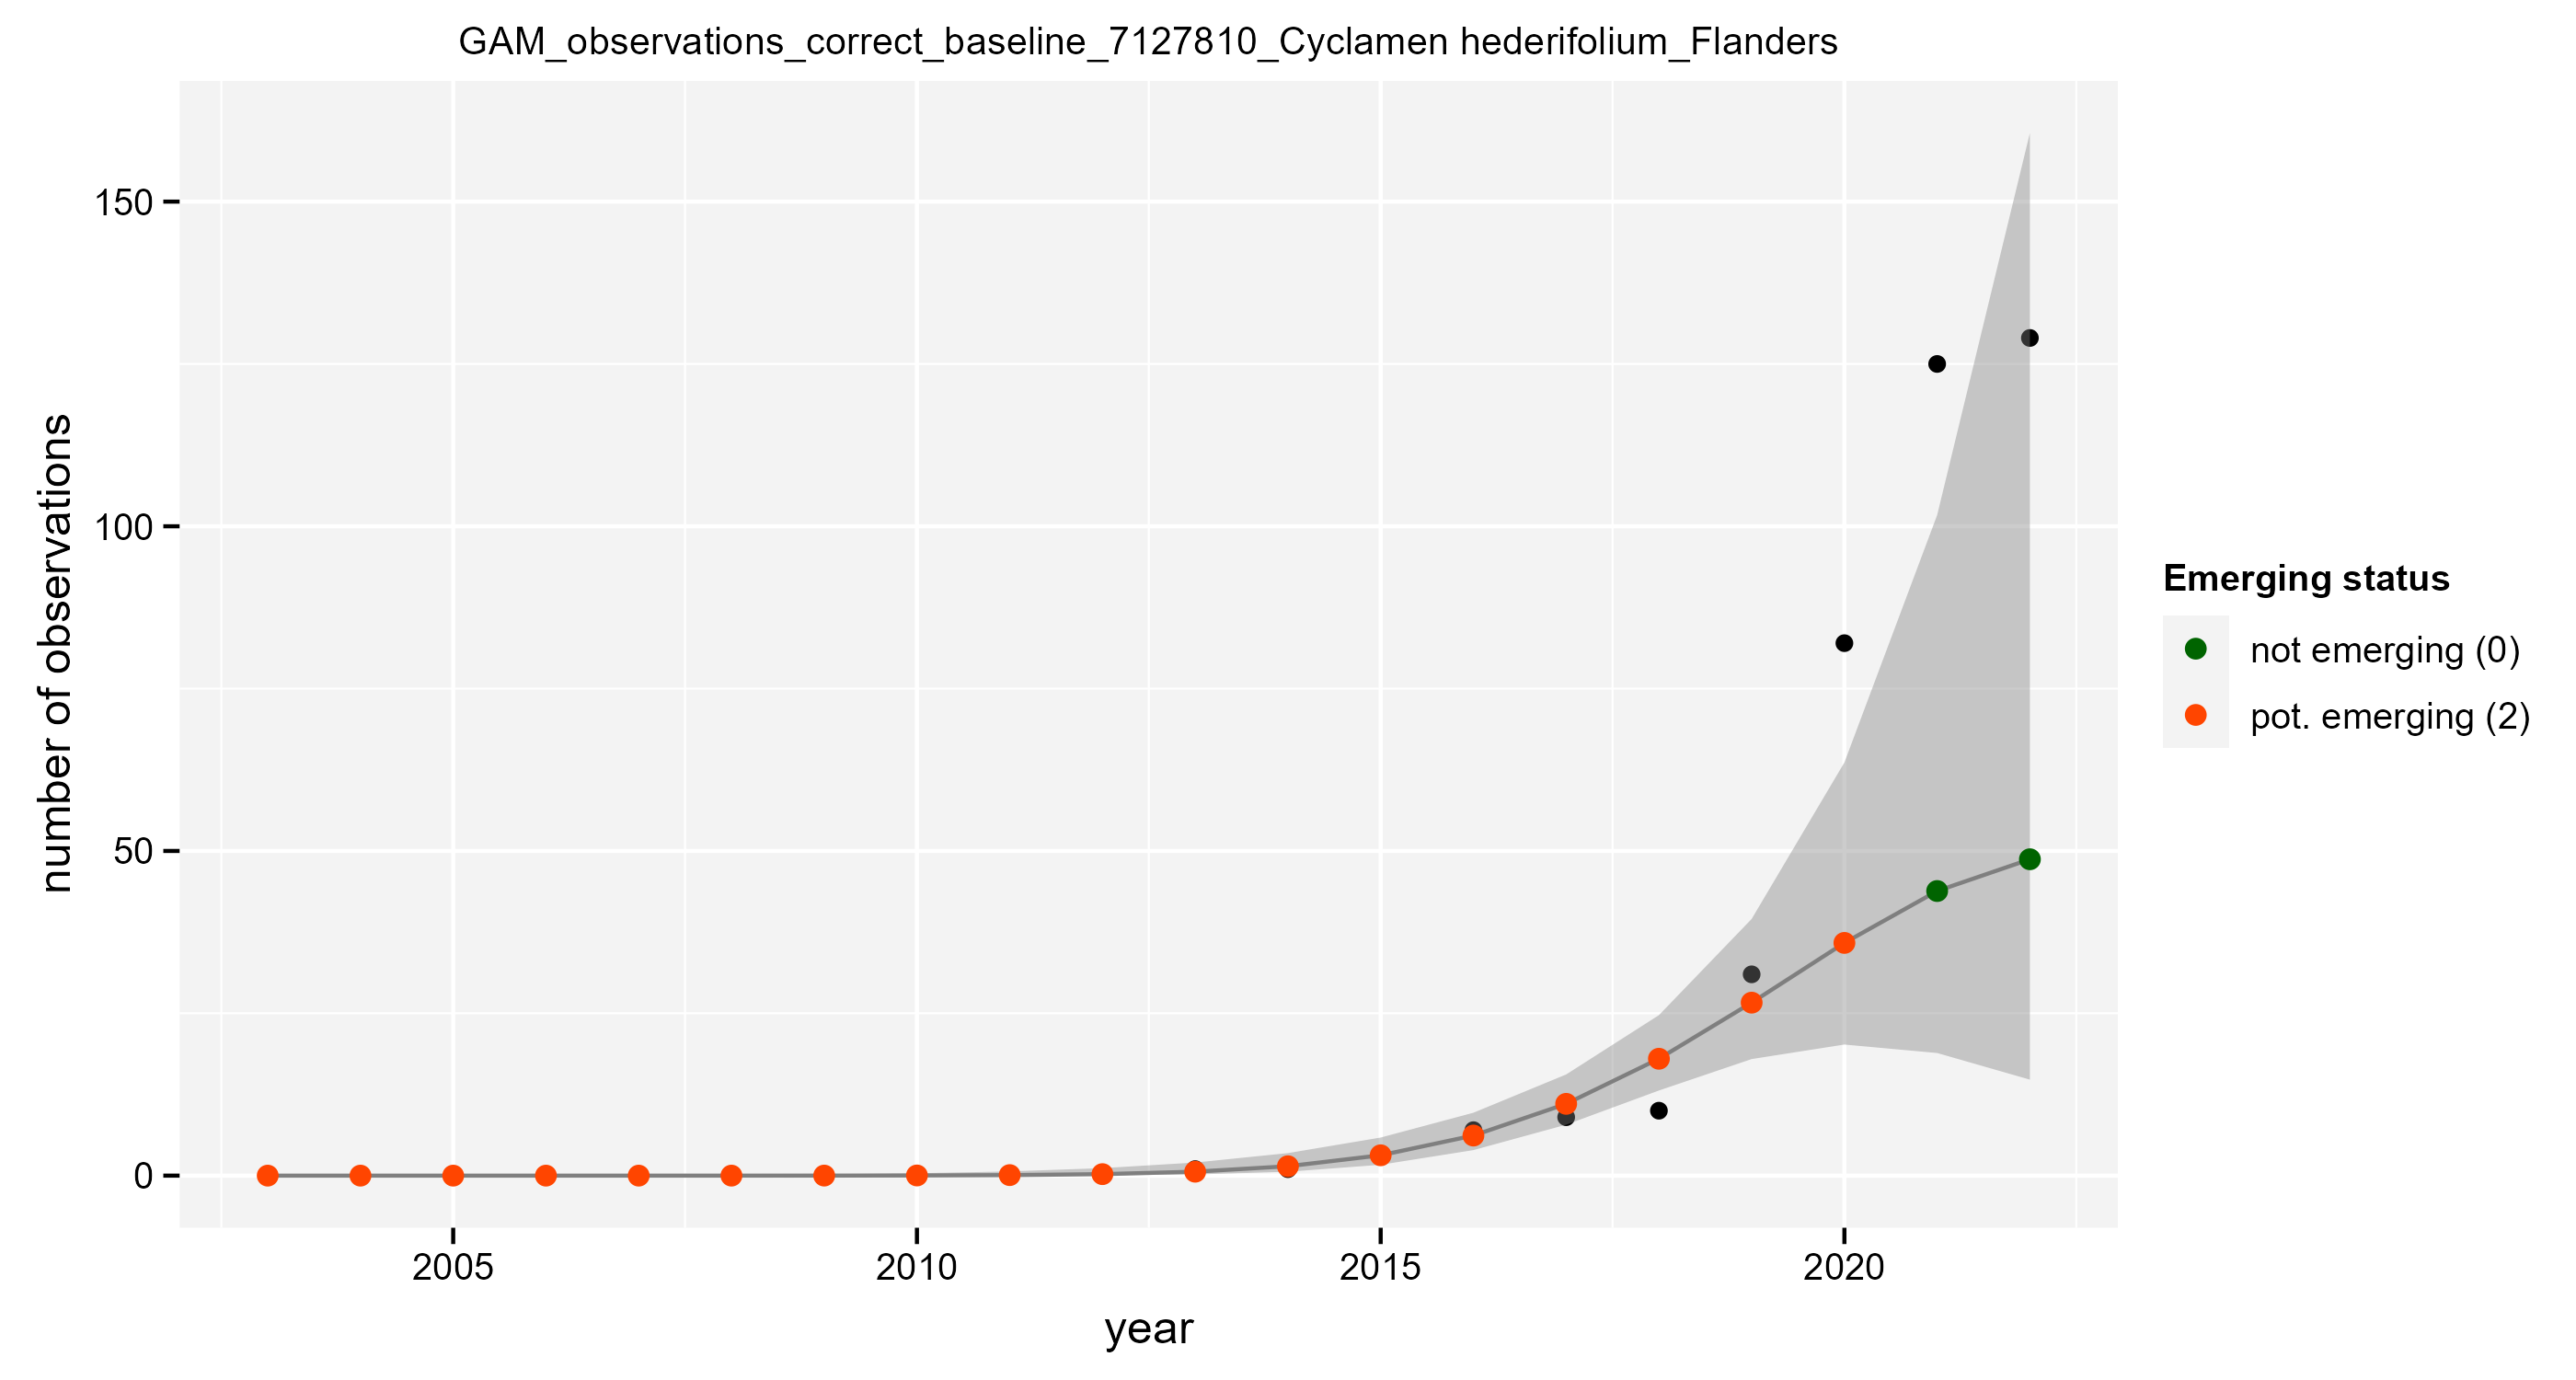 GAM_observations_correct_baseline_7127810_Cyclamen hederifolium_Flanders
number of observations
150
100
50
0
2005 2010 2015 2020
year
Emerging status
not emerging (0)
pot. emerging (2)